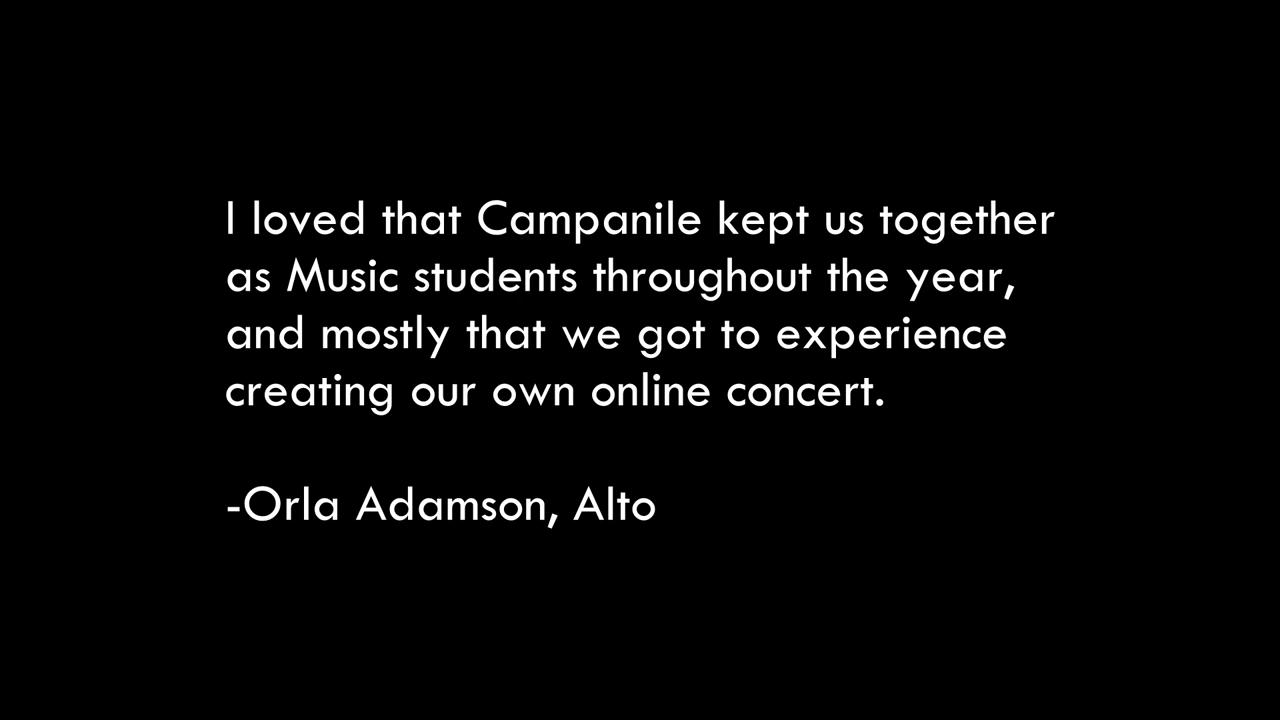 I loved that Campanile kept us together
as Music students throughout the year,
and mostly that we got to experience
creating our own online concert.
-Orla Adamson, Alto